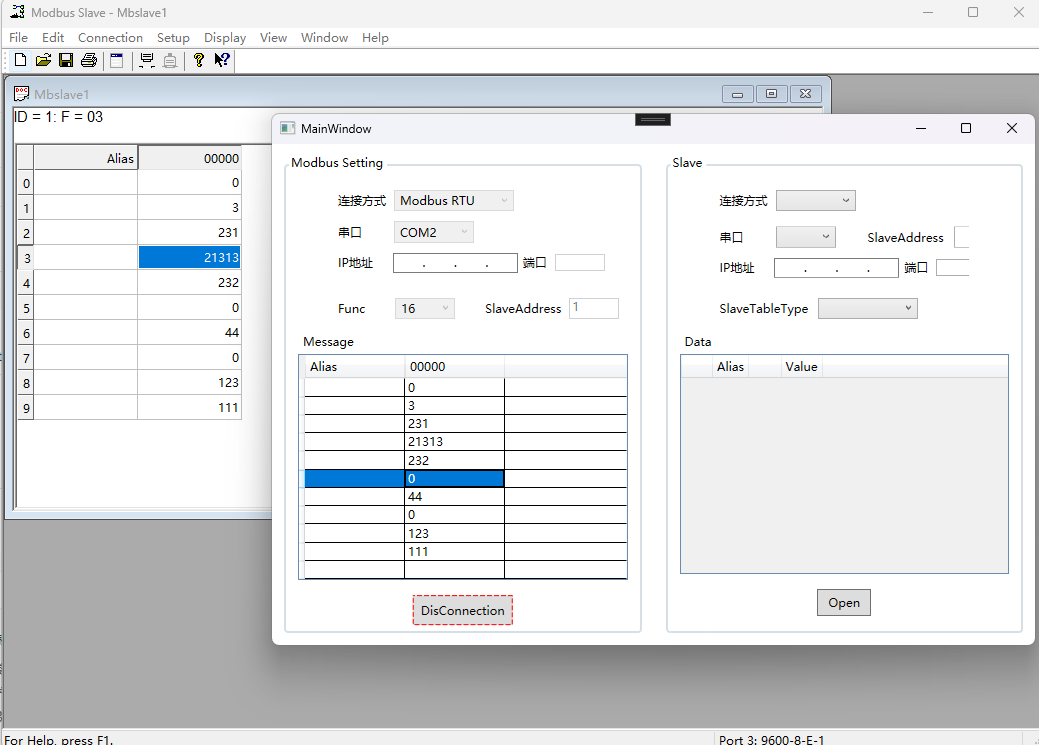 Modbus Slave - Mbslave1
File Edit Connection Setup Display View Window Help
Mbslave1
ID = 1: F = 03
Alias 00000
0 0
1 3
2 231
3 21313
4 232
5 0
6 44
7 0
8 123
9 111
MainWindow
Modbus Setting
连接方式 Modbus RTU
串口 COM2
IP地址 . . . 端口
Func 16 SlaveAddress 1
Message
Alias 00000
0
3
231
21313
232
0
44
0
123
111
DisConnection
Slave
连接方式
串口 SlaveAddress
IP地址 . . . 端口
SlaveTableType
Data
Alias Value
Open
For Help, press F1.
Port 3: 9600-8-E-1